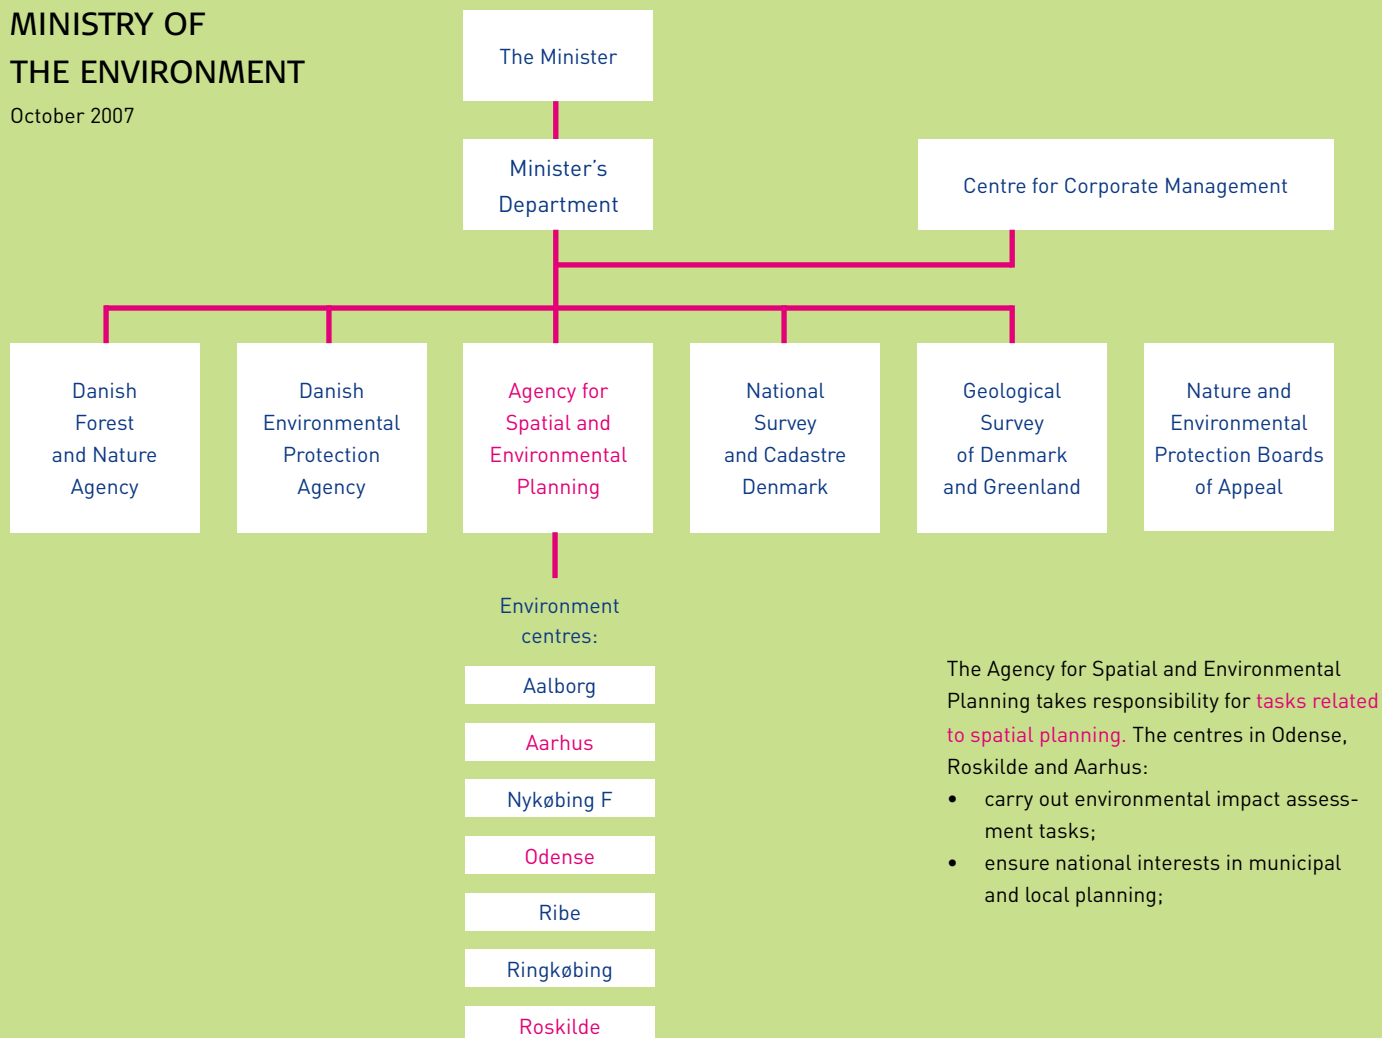 MINISTRY OF
THE ENVIRONMENT
October 2007
The Minister
Minister's
Department
Centre for Corporate Management
Danish
Forest
and Nature
Agency
Danish
Environmental
Protection
Agency
Agency for
Spatial and
Environmental
Planning
National
Survey
and Cadastre
Denmark
Geological
Survey
of Denmark
and Greenland
Nature and
Environmental
Protection Boards
of Appeal
Environment
centres:
Aalborg
Aarhus
Nykøbing F
Odense
Ribe
Ringkøbing
Roskilde
The Agency for Spatial and Environmental
Planning takes responsibility for tasks related
to spatial planning. The centres in Odense,
Roskilde and Aarhus:
• carry out environmental impact assess-
ment tasks;
• ensure national interests in municipal
and local planning;